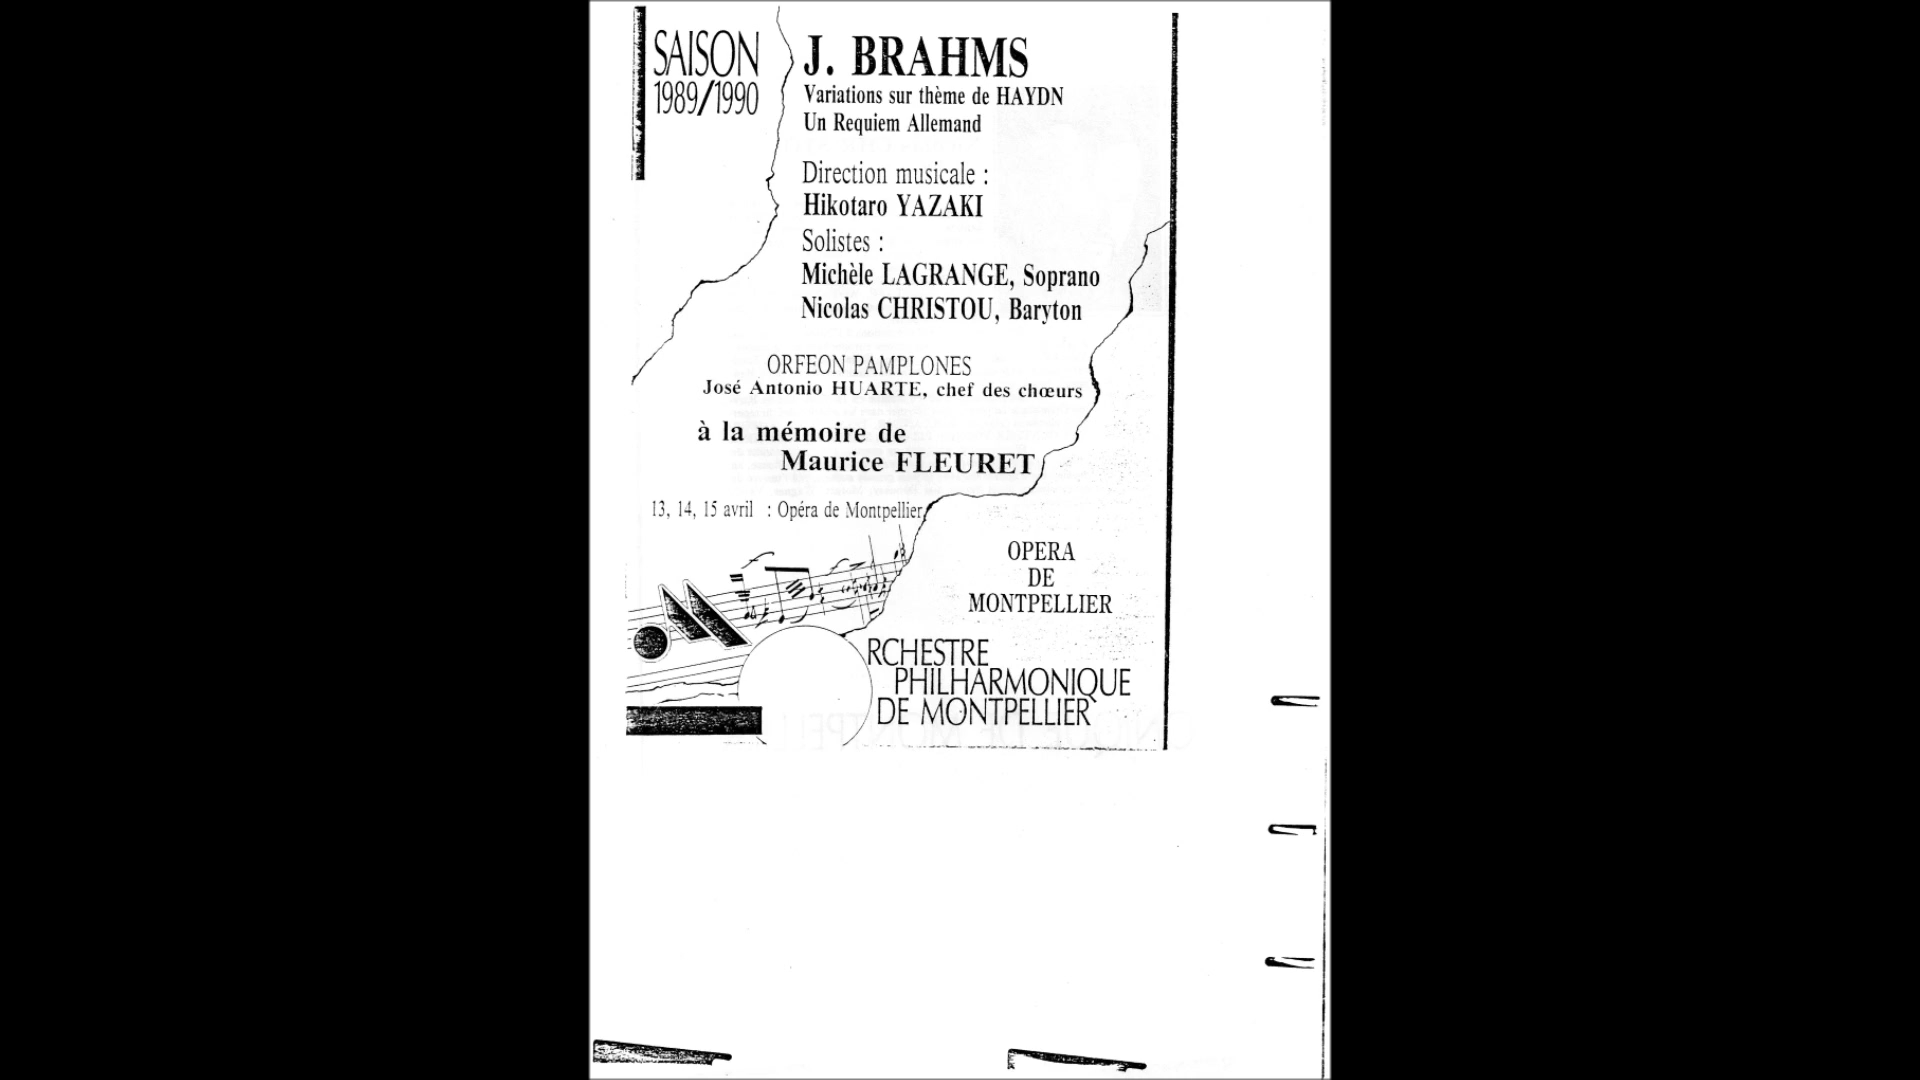 SAISON
1989/1990
J. BRAHMS
Variations sur thème de HAYDN
Un Requiem Allemand
Direction musicale :
Hikotaro YAZAKI
Solistes :
Michèle LAGRANGE, Soprano
Nicolas CHRISTOU, Baryton
ORFEON PAMPLONES
José Antonio HUARTE, chef des chœurs
à la mémoire de
Maurice FLEURET
13, 14, 15 avril : Opéra de Montpellier
OPERA
DE
MONTPELLIER
RCHESTRE
PHILHARMONIQUE
DE MONTPELLIER